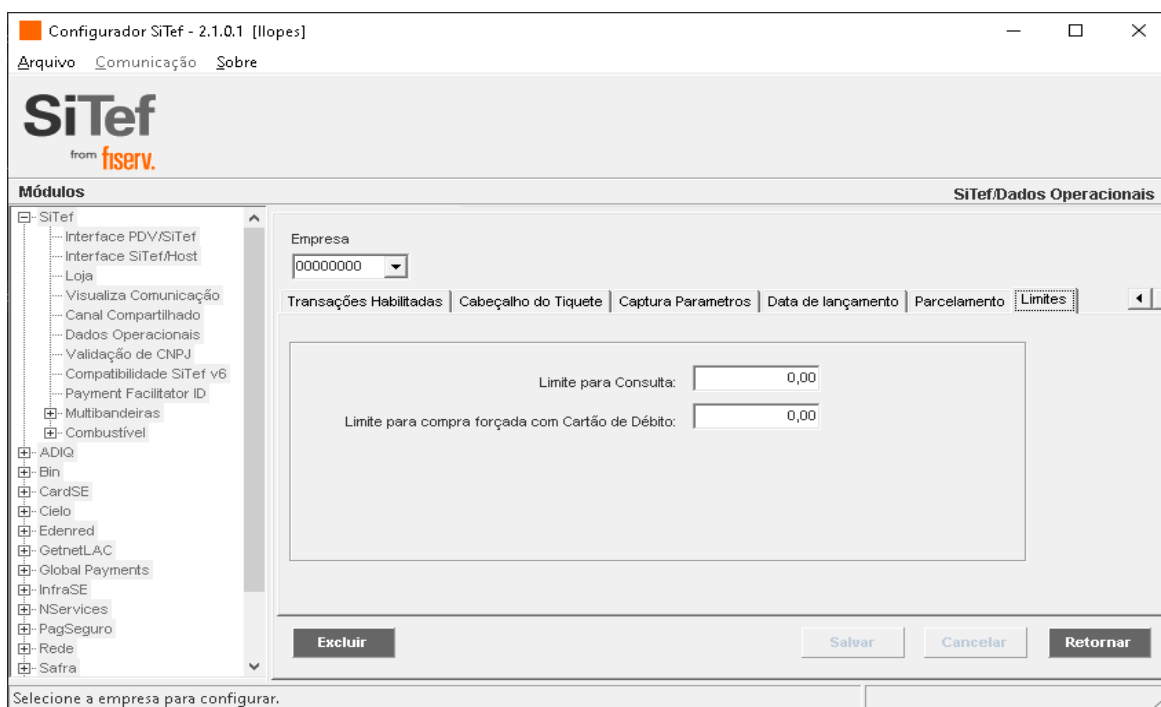 Configurador SiTef - 2.1.0.1 [llopes]
Arquivo Comunicação Sobre
SiTef
from fiserv.
Módulos
SiTef/Dados Operacionais
SiTef
Interface PDV/SiTef
Interface SiTef/Host
Loja
Visualiza Comunicação
Canal Compartilhado
Dados Operacionais
Validação de CNPJ
Compatibilidade SiTef v6
Payment Facilitator ID
Multibandeiras
Combustível
ADIQ
Bin
CardSE
Cielo
Edenred
GetnetLAC
Global Payments
InfraSE
NServices
PagSeguro
Rede
Safra
Empresa
00000000
Transações Habilitadas Cabeçalho do Tiquete Captura Parametros Data de lançamento Parcelamento Limites
Limite para Consulta: 0,00
Limite para compra forçada com Cartão de Débito: 0,00
Excluir Salvar Cancelar Retornar
Selecione a empresa para configurar.